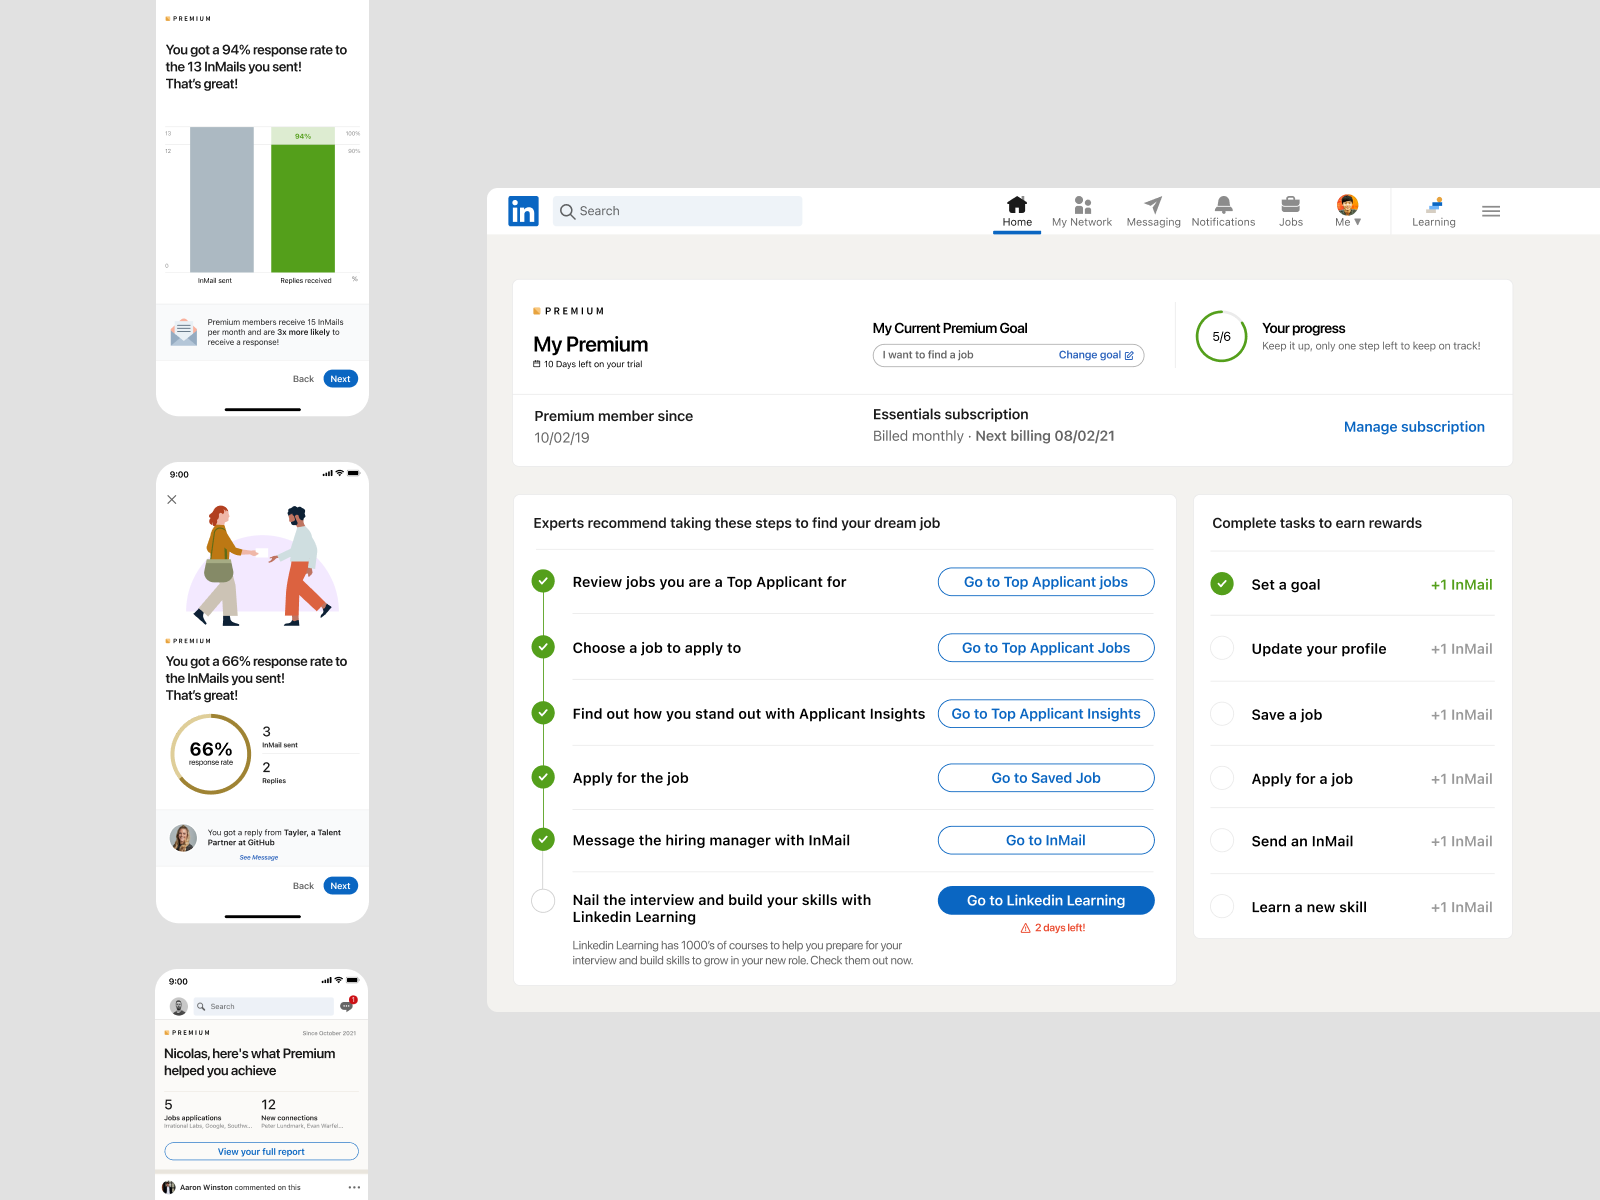 PREMIUM
You got a 94% response rate to
the 13 InMails you sent!
That's great!
13
94%
100%
12
90%
0
InMail sent
Replies received
%
Premium members receive 15 InMails
per month and are 3x more likely to
receive a response!
Back
Next
9:00
PREMIUM
You got a 66% response rate to
the InMails you sent!
That's great!
66%
response rate
3
InMail sent
2
Replies
You got a reply from Tayler, a Talent
Partner at GitHub
See Message
Back
Next
9:00
Search
1
PREMIUM
Since October 2021
Nicolas, here's what Premium
helped you achieve
5
Jobs applications
Irrational Labs, Google, Southw...
12
New connections
Peter Lundmark, Evan Warfel...
View your full report
Aaron Winston commented on this
in
Search
Home
My Network
Messaging
Notifications
Jobs
Me ▼
Learning
PREMIUM
My Premium
10 Days left on your trial
My Current Premium Goal
I want to find a job
Change goal
5/6
Your progress
Keep it up, only one step left to keep on track!
Premium member since
10/02/19
Essentials subscription
Billed monthly · Next billing 08/02/21
Manage subscription
Experts recommend taking these steps to find your dream job
Review jobs you are a Top Applicant for
Go to Top Applicant jobs
Choose a job to apply to
Go to Top Applicant Jobs
Find out how you stand out with Applicant Insights
Go to Top Applicant Insights
Apply for the job
Go to Saved Job
Message the hiring manager with InMail
Go to InMail
Nail the interview and build your skills with
Linkedin Learning
Go to Linkedin Learning
2 days left!
Linkedin Learning has 1000's of courses to help you prepare for your
interview and build skills to grow in your new role. Check them out now.
Complete tasks to earn rewards
Set a goal
+1 InMail
Update your profile
+1 InMail
Save a job
+1 InMail
Apply for a job
+1 InMail
Send an InMail
+1 InMail
Learn a new skill
+1 InMail